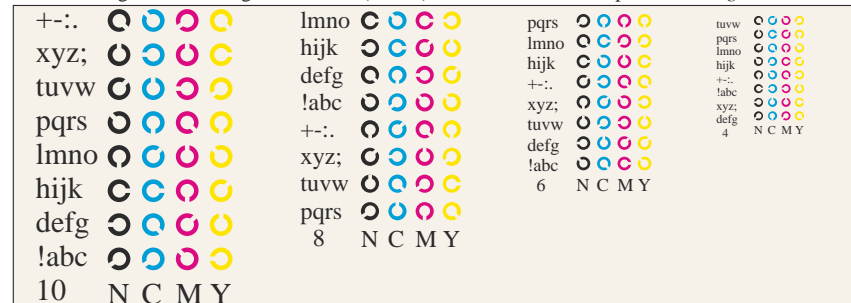 +-:.
xyz;
tuvw
pqrs
lmno
hijk
defg
!abc
10 N C M Y
lmno
hijk
defg
!abc
+-:.
xyz;
tuvw
pqrs
8 N C M Y
pqrs
lmno
hijk
+-:.
xyz;
tuvw
defg
!abc
6 N C M Y
tuvw
pqrs
lmno
hijk
+-:.
!abc
xyz;
defg
4 N C M Y